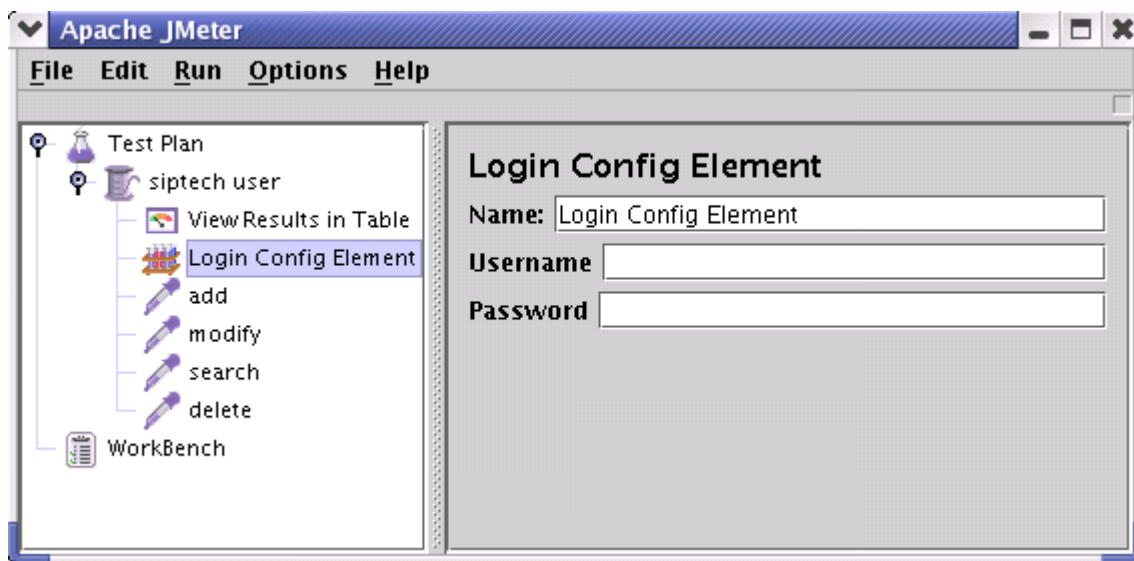 Apache JMeter
File Edit Run Options Help
Test Plan
siptech user
View Results in Table
Login Config Element
add
modify
search
delete
WorkBench
Login Config Element
Name: Login Config Element
Username
Password